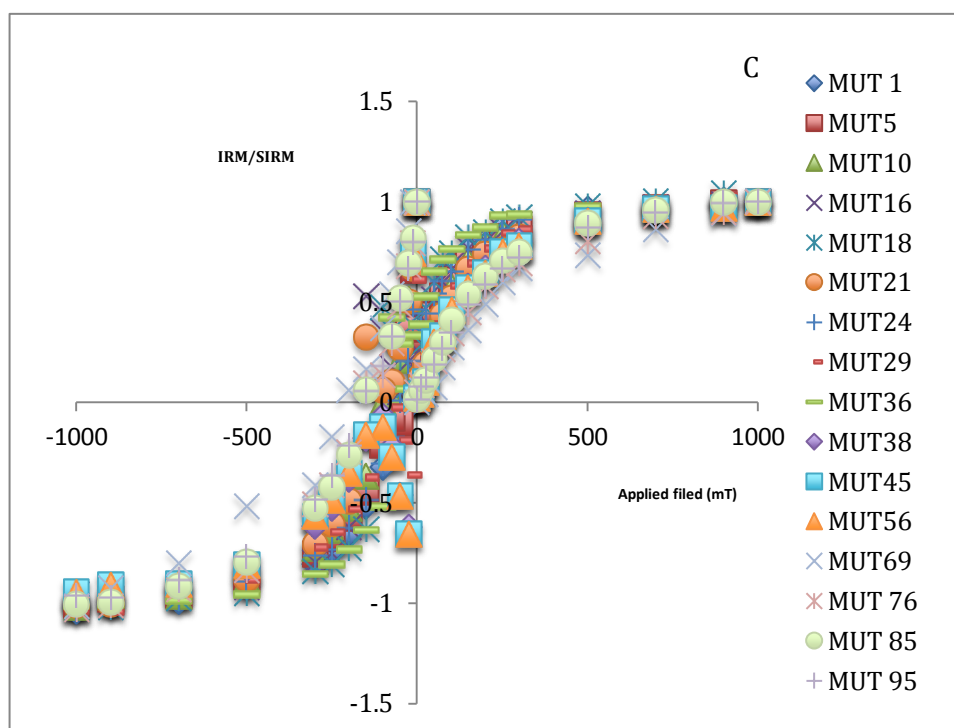 C
1.5
IRM/SIRM
1
0.5
0
-1000
-500
0
500
1000
Applied filed (mT)
-0.5
-1
-1.5
MUT 1
MUT5
MUT10
MUT16
MUT18
MUT21
MUT24
MUT29
MUT36
MUT38
MUT45
MUT56
MUT69
MUT 76
MUT 85
MUT 95